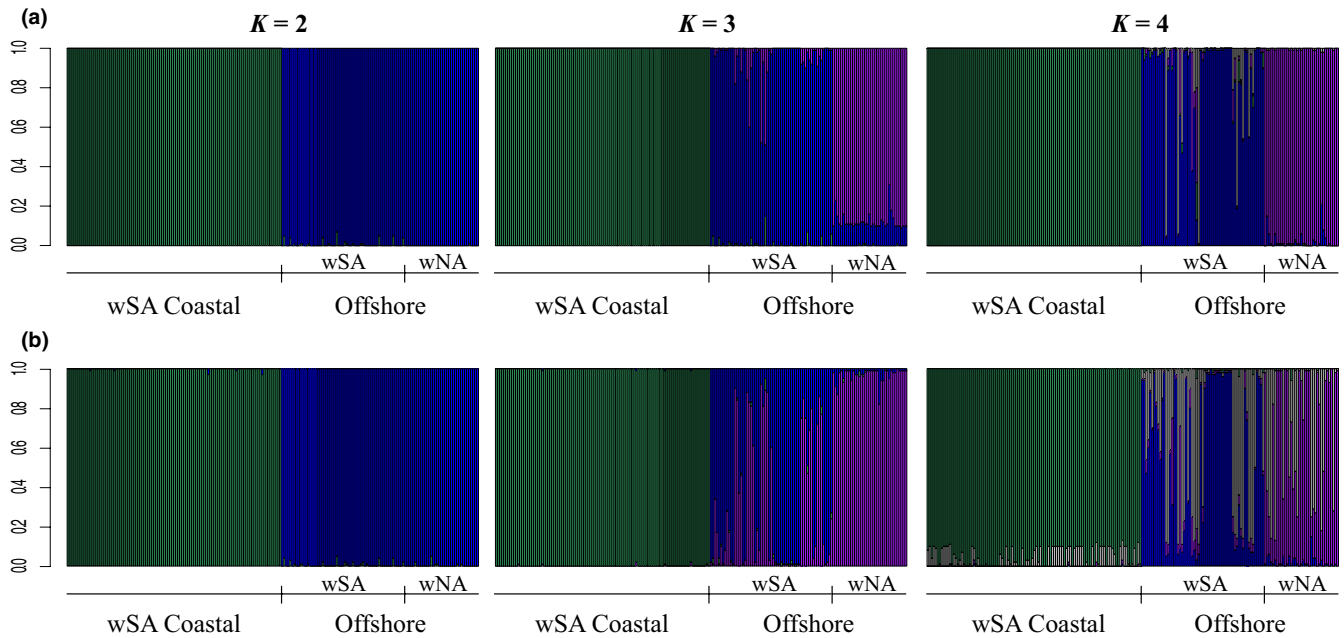 (a)
K = 2
K = 3
K = 4
1.0
0.8
0.6
0.4
0.2
0.0
wSA wNA wSA wNA wSA wNA
wSA Coastal Offshore wSA Coastal Offshore wSA Coastal Offshore
(b)
1.0
0.8
0.6
0.4
0.2
0.0
wSA wNA wSA wNA wSA wNA
wSA Coastal Offshore wSA Coastal Offshore wSA Coastal Offshore